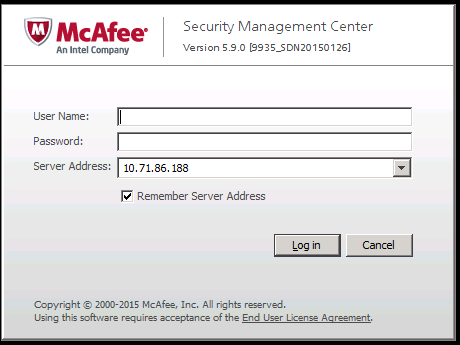 McAfee
An Intel Company
Security Management Center
Version 5.9.0 [9935_SDN20150126]
User Name:
Password:
Server Address: 10.71.86.188
Remember Server Address
Log in Cancel
Copyright © 2000-2015 McAfee, Inc. All rights reserved.
Using this software requires acceptance of the End User License Agreement.